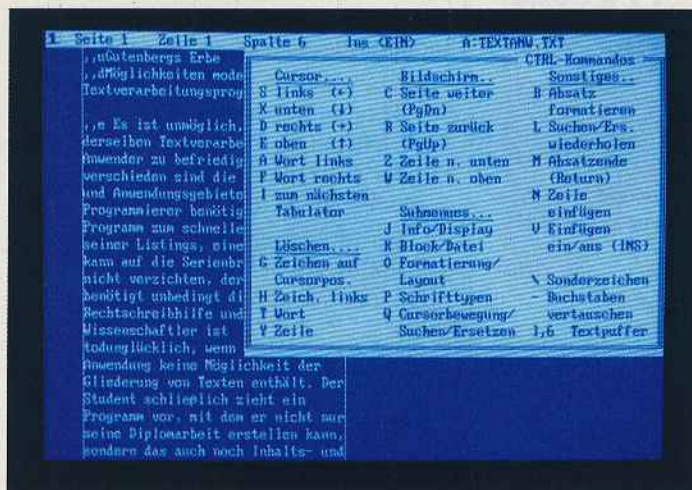 1 Seite 1 Zeile 1 Spalte 6 Ins (EIN) A:TEXTANW.TXT
,,uGutenbergs Erbe
,,dMöglichkeiten mode
Textverarbeitungsprog
,,e Es ist unmöglich,
derselben Textverarbe
Anwender zu befriedig
verschieden sind die
und Anwendungsgebiete
Programmierer benötig
Programm zum schnelle
seiner Listings, eine
kann auf die Serienbr
nicht verzichten, der
benötigt unbedingt di
Rechtschreibhilfe und
Wissenschaftler ist
todunglücklich, wenn
Anwendung keine Möglichkeit der
Gliederung von Texten enthält. Der
Student schließlich zieht ein
Programm vor, mit dem er nicht nur
seine Diplomarbeit erstellen kann,
sondern das auch noch Inhalts- und
CTRL-Kommandos
Cursor....
S links (←)
X unten (↓)
D rechts (→)
E oben (↑)
A Wort links
F Wort rechts
I zum nächsten
Tabulator
Löschen....
G Zeichen auf
Cursorpos.
H Zeich. links
T Wort
Y Zeile
Bildschirm..
C Seite weiter
(PgDn)
R Seite zurück
(PgUp)
Z Zeile n. unten
W Zeile n. oben
Submenues...
J Info/Display
K Block/Datei
O Formatierung/
Layout
P Schrifttypen
Q Cursorbewegung/
Suchen/Ersetzen
Sonstiges..
B Absatz
formatieren
L Suchen/Ers.
wiederholen
M Absatzende
(Return)
N Zeile
einfügen
V Einfügen
ein/aus (INS)
\ Sonderzeichen
- Buchstaben
vertauschen
1,6 Textpuffer